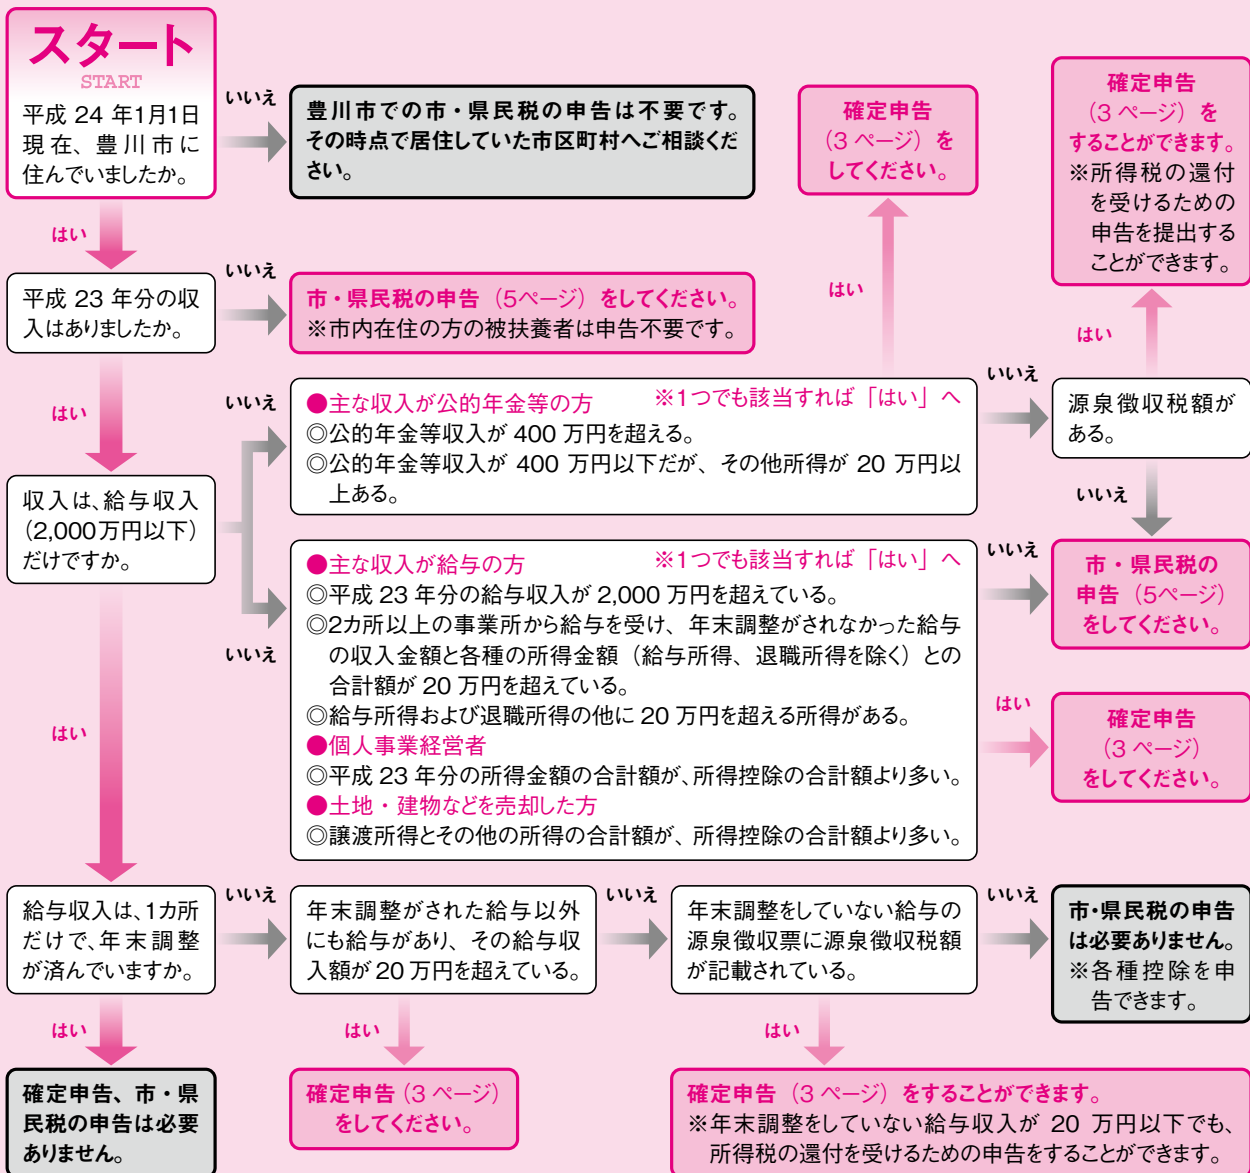 スタート
START
平成 24 年1月1日
現在、豊川市に
住んでいましたか。
いいえ
豊川市での市・県民税の申告は不要です。
その時点で居住していた市区町村へご相談くだ
さい。
はい
平成 23 年分の収
入はありましたか。
いいえ
市・県民税の申告（5ページ）をしてください。
※市内在住の方の被扶養者は申告不要です。
はい
収入は、給与収入
（2,000万円以下）
だけですか。
いいえ
●主な収入が公的年金等の方 ※1つでも該当すれば「はい」へ
◎公的年金等収入が 400 万円を超える。
◎公的年金等収入が 400 万円以下だが、その他所得が 20 万円以
上ある。
はい
確定申告
（3 ページ）を
してください。
いいえ
源泉徴収税額が
ある。
はい
確定申告
（3 ページ）を
することができます。
※所得税の還付
を受けるための
申告を提出する
ことができます。
いいえ
市・県民税の
申告（5ページ）
をしてください。
いいえ
●主な収入が給与の方 ※1つでも該当すれば「はい」へ
◎平成 23 年分の給与収入が 2,000 万円を超えている。
◎2カ所以上の事業所から給与を受け、年末調整がされなかった給与
の収入金額と各種の所得金額（給与所得、退職所得を除く）との
合計額が 20 万円を超えている。
◎給与所得および退職所得の他に 20 万円を超える所得がある。
●個人事業経営者
◎平成 23 年分の所得金額の合計額が、所得控除の合計額より多い。
●土地・建物などを売却した方
◎譲渡所得とその他の所得の合計額が、所得控除の合計額より多い。
いいえ
はい
確定申告
（3 ページ）
をしてください。
はい
給与収入は、1カ所
だけで、年末調整
が済んでいますか。
いいえ
年末調整がされた給与以外
にも給与があり、その給与収
入額が 20 万円を超えている。
いいえ
年末調整をしていない給与の
源泉徴収票に源泉徴収税額
が記載されている。
いいえ
市・県民税の申告
は必要ありません。
※各種控除を申
告できます。
はい
確定申告、市・県
民税の申告は必要
ありません。
はい
確定申告（3 ページ）
をしてください。
はい
確定申告（3 ページ）をすることができます。
※年末調整をしていない給与収入が 20 万円以下でも、
所得税の還付を受けるための申告をすることができます。